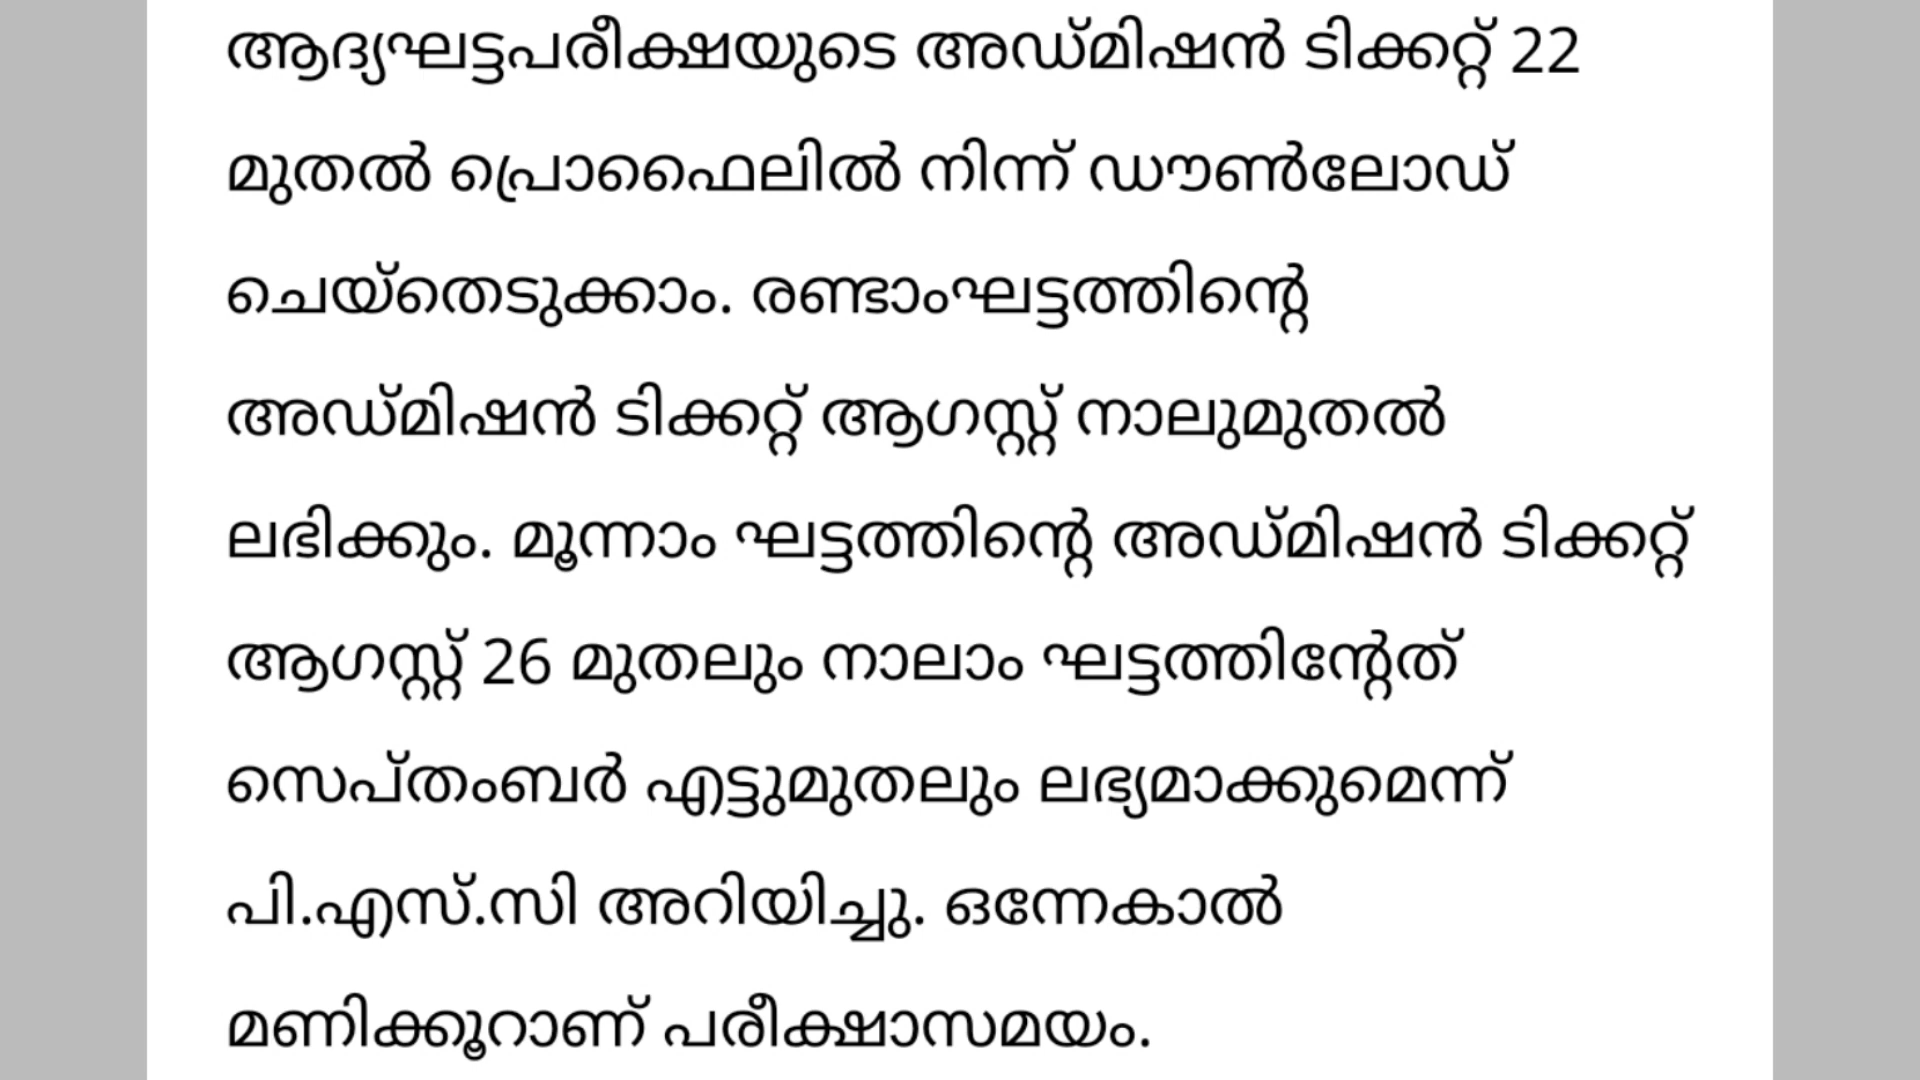 ആദ്യഘട്ടപരീക്ഷയുടെ അഡ്മിഷൻ ടിക്കറ്റ് 22
മുതൽ പ്രൊഫൈലിൽ നിന്ന് ഡൗൺലോഡ്
ചെയ്തെടുക്കാം. രണ്ടാംഘട്ടത്തിന്റെ
അഡ്മിഷൻ ടിക്കറ്റ് ആഗസ്റ്റ് നാലുമുതൽ
ലഭിക്കും. മൂന്നാം ഘട്ടത്തിന്റെ അഡ്മിഷൻ ടിക്കറ്റ്
ആഗസ്റ്റ് 26 മുതലും നാലാം ഘട്ടത്തിന്റേത്
സെപ്തംബർ എട്ടുമുതലും ലഭ്യമാക്കുമെന്ന്
പി.എസ്.സി അറിയിച്ചു. ഒന്നേകാൽ
മണിക്കൂറാണ് പരീക്ഷാസമയം.